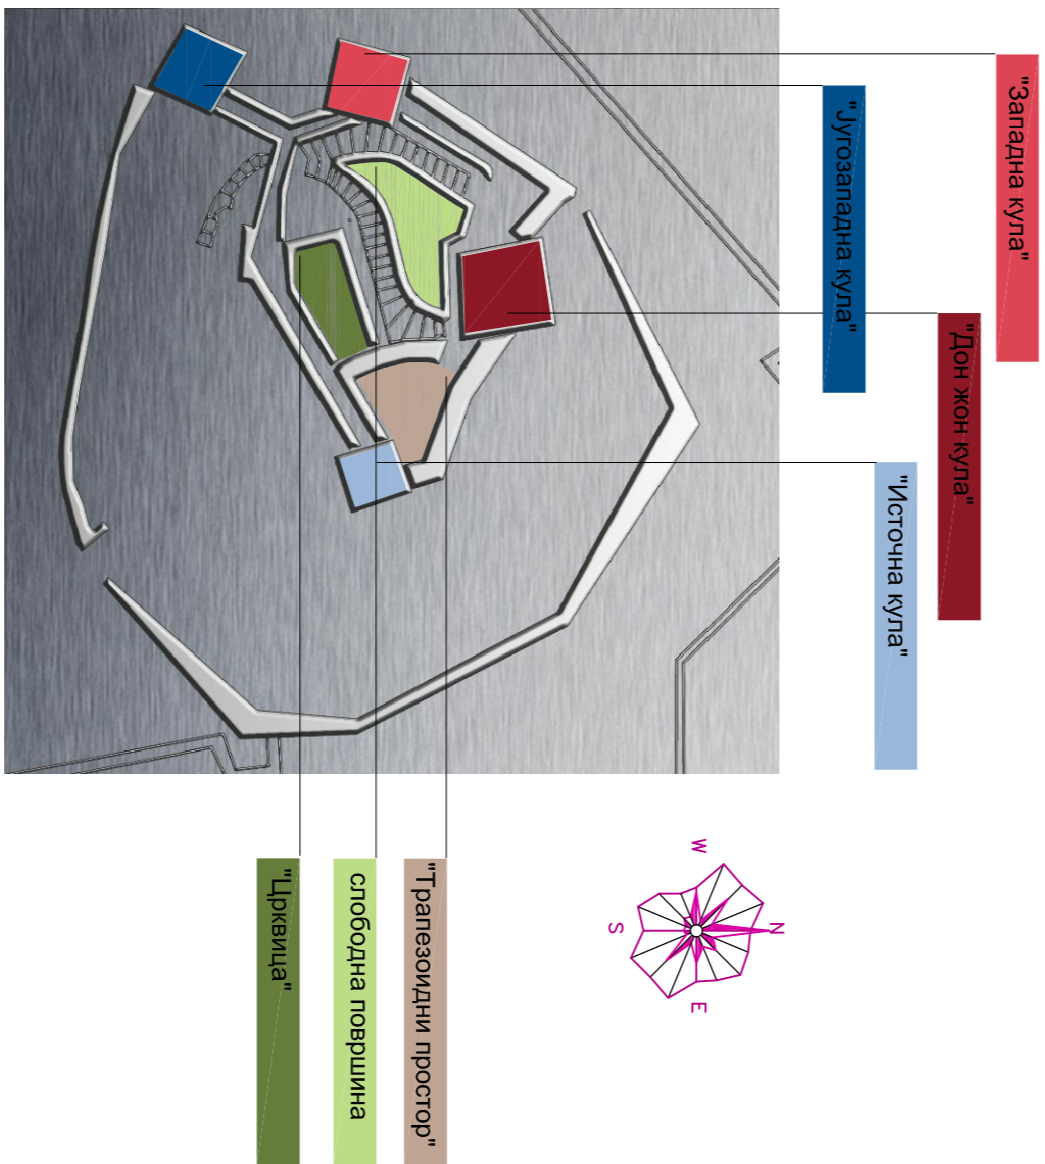 "Западна кула"
"Југозападна кула"
"Дон жон кула"
"Источна кула"
"Трапезоидни простор"
слободна површина
"Црквица"
N
W
E
S